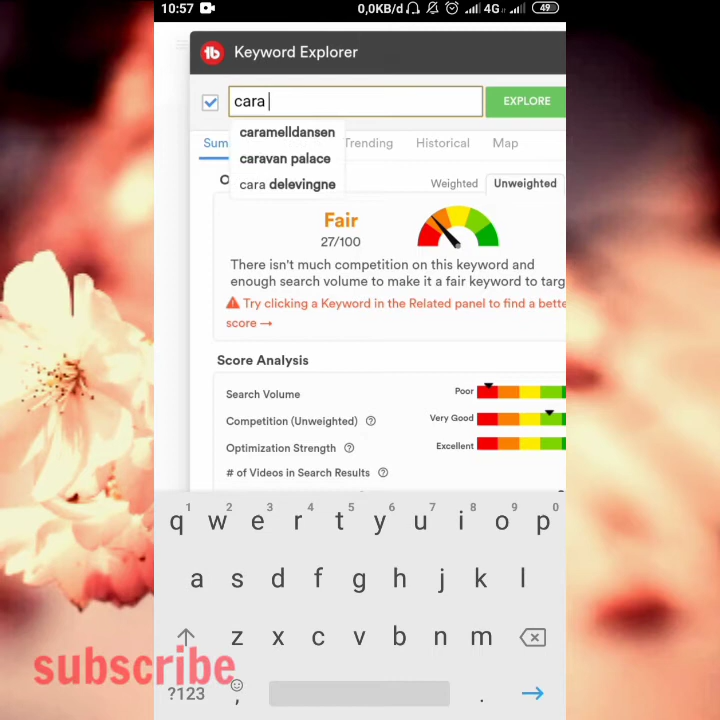 10:57
0,0KB/d 4G 49
tb Keyword Explorer
cara
EXPLORE
caramelldansen
caravan palace
cara delevingne
Sum Trending Historical Map
O Weighted Unweighted
Fair
27/100
There isn't much competition on this keyword and
enough search volume to make it a fair keyword to targ
Try clicking a Keyword in the Related panel to find a bette
score →
Score Analysis
Search Volume Poor
Competition (Unweighted) ? Very Good
Optimization Strength ? Excellent
# of Videos in Search Results ?
1 2 3 4 5 6 7 8 9 0
q w e r t y u i o p
a s d f g h j k l
z x c v b n m
subscribe
?123 , .